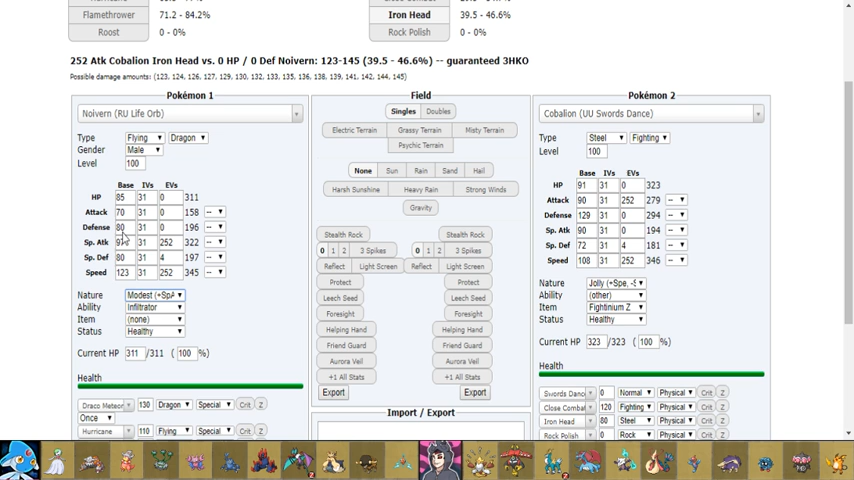 Flamethrower 71.2 - 84.2% Iron Head 39.5 - 46.6%
Roost 0 - 0% Rock Polish 0 - 0%
252 Atk Cobalion Iron Head vs. 0 HP / 0 Def Noivern: 123-145 (39.5 - 46.6%) -- guaranteed 3HKO
Possible damage amounts: (123, 124, 126, 127, 129, 130, 132, 133, 135, 136, 138, 139, 141, 142, 144, 145)
Pokémon 1
Noivern (RU Life Orb)
Type Flying Dragon
Gender Male
Level 100
Base IVs EVs
HP 85 31 0 311
Attack 70 31 0 158 --
Defense 80 31 0 196 --
Sp. Atk 97 31 252 322 --
Sp. Def 80 31 4 197 --
Speed 123 31 252 345 --
Nature Modest (+SpA
Ability Infiltrator
Item (none)
Status Healthy
Current HP 311 /311 ( 100 %)
Health
Draco Meteor 130 Dragon Special Crit Z
Once
Hurricane 110 Flying Special Crit Z
Field
Singles Doubles
Electric Terrain Grassy Terrain Misty Terrain
Psychic Terrain
None Sun Rain Sand Hail
Harsh Sunshine Heavy Rain Strong Winds
Gravity
Stealth Rock Stealth Rock
0 1 2 3 Spikes 0 1 2 3 Spikes
Reflect Light Screen Reflect Light Screen
Protect Protect
Leech Seed Leech Seed
Foresight Foresight
Helping Hand Helping Hand
Friend Guard Friend Guard
Aurora Veil Aurora Veil
+1 All Stats +1 All Stats
Export Export
Import / Export
Pokémon 2
Cobalion (UU Swords Dance)
Type Steel Fighting
Level 100
Base IVs EVs
HP 91 31 0 323
Attack 90 31 252 279 --
Defense 129 31 0 294 --
Sp. Atk 90 31 0 194 --
Sp. Def 72 31 4 181 --
Speed 108 31 252 346 --
Nature Jolly (+Spe, -S
Ability (other)
Item Fightinium Z
Status Healthy
Current HP 323 /323 ( 100 %)
Health
Swords Dance 0 Normal Physical Crit Z
Close Combat 120 Fighting Physical Crit Z
Iron Head 80 Steel Physical Crit Z
Rock Polish 0 Rock Physical Crit Z